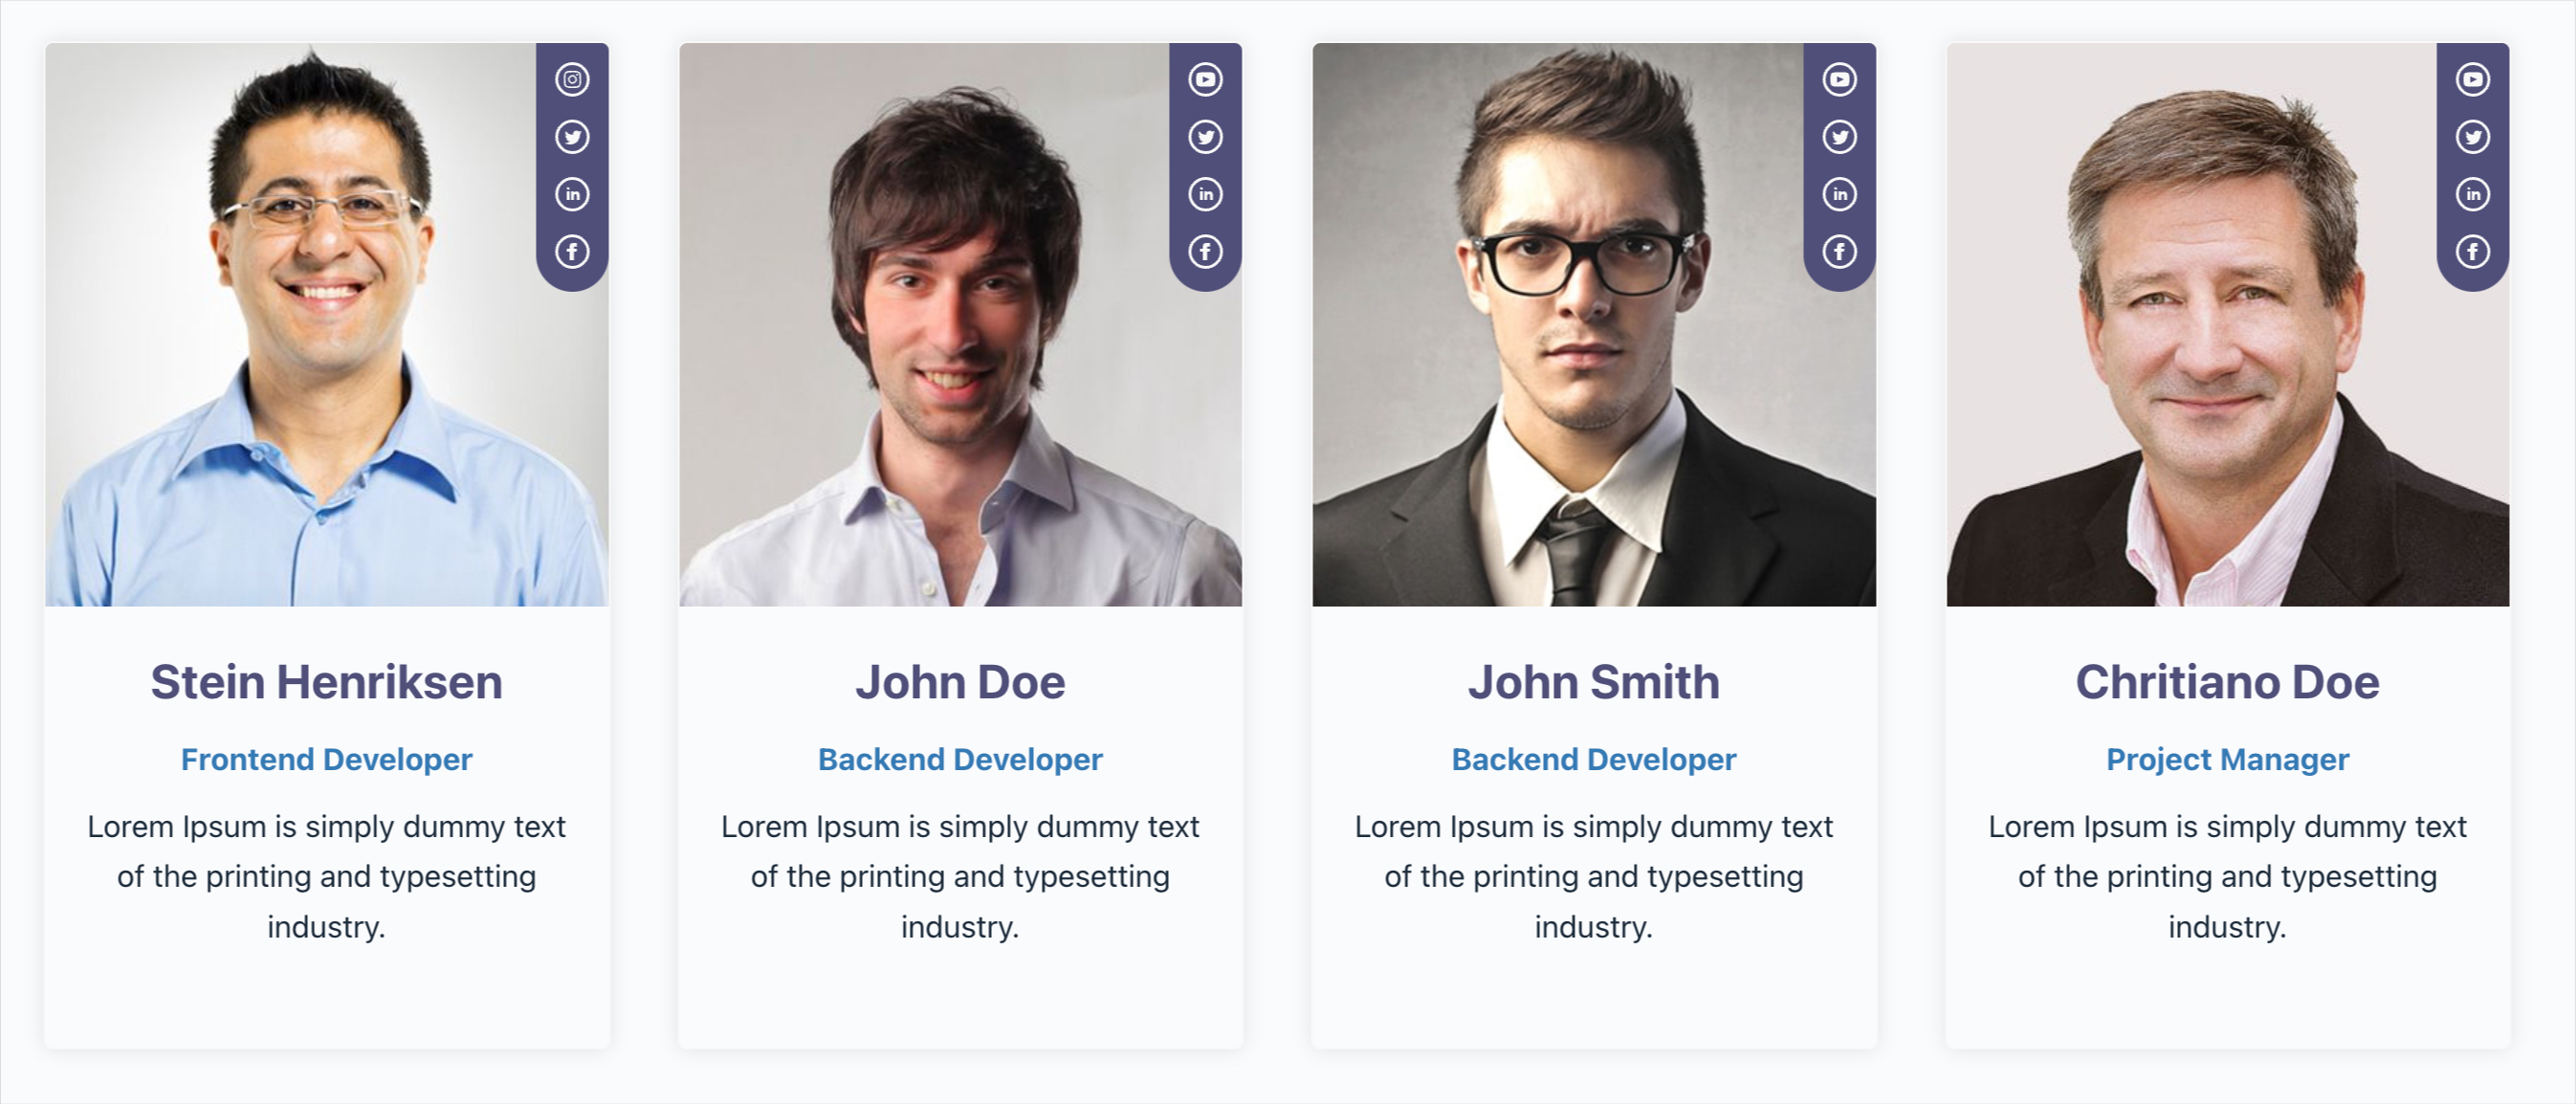 Stein Henriksen
Frontend Developer
Lorem Ipsum is simply dummy text
of the printing and typesetting
industry.
John Doe
Backend Developer
Lorem Ipsum is simply dummy text
of the printing and typesetting
industry.
John Smith
Backend Developer
Lorem Ipsum is simply dummy text
of the printing and typesetting
industry.
Chritiano Doe
Project Manager
Lorem Ipsum is simply dummy text
of the printing and typesetting
industry.